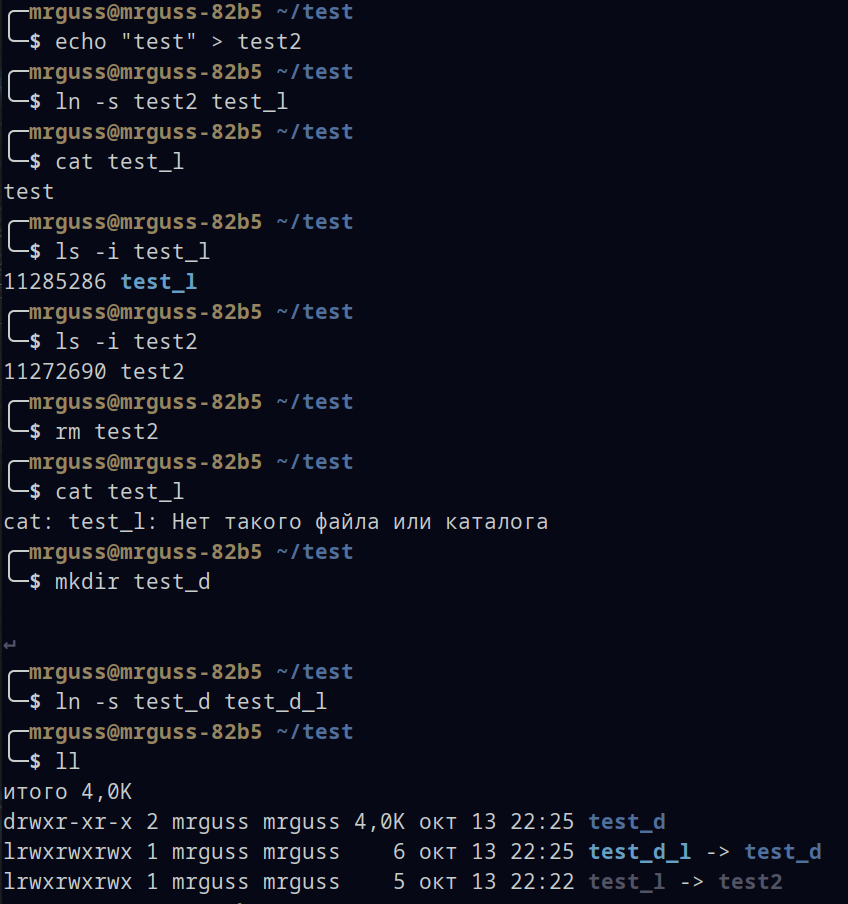 mrguss@mrguss-82b5 ~/test
$ echo "test" > test2
mrguss@mrguss-82b5 ~/test
$ ln -s test2 test_l
mrguss@mrguss-82b5 ~/test
$ cat test_l
test
mrguss@mrguss-82b5 ~/test
$ ls -i test_l
11285286 test_l
mrguss@mrguss-82b5 ~/test
$ ls -i test2
11272690 test2
mrguss@mrguss-82b5 ~/test
$ rm test2
mrguss@mrguss-82b5 ~/test
$ cat test_l
cat: test_l: Нет такого файла или каталога
mrguss@mrguss-82b5 ~/test
$ mkdir test_d
↵
mrguss@mrguss-82b5 ~/test
$ ln -s test_d test_d_l
mrguss@mrguss-82b5 ~/test
$ ll
итого 4,0K
drwxr-xr-x 2 mrguss mrguss 4,0K окт 13 22:25 test_d
lrwxrwxrwx 1 mrguss mrguss    6 окт 13 22:25 test_d_l -> test_d
lrwxrwxrwx 1 mrguss mrguss    5 окт 13 22:22 test_l -> test2